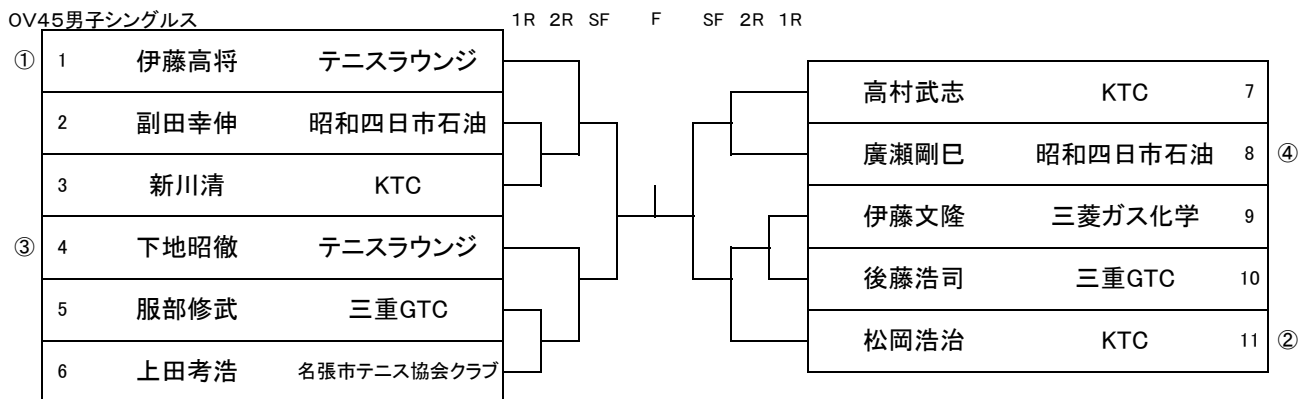 OV45男子シングルス 1R 2R SF F SF 2R 1R
① 1 伊藤高将 テニスラウンジ
2 副田幸伸 昭和四日市石油
3 新川清 KTC
③ 4 下地昭徹 テニスラウンジ
5 服部修武 三重GTC
6 上田考浩 名張市テニス協会クラブ
高村武志 KTC 7
廣瀬剛巳 昭和四日市石油 8 ④
伊藤文隆 三菱ガス化学 9
後藤浩司 三重GTC 10
松岡浩治 KTC 11 ②